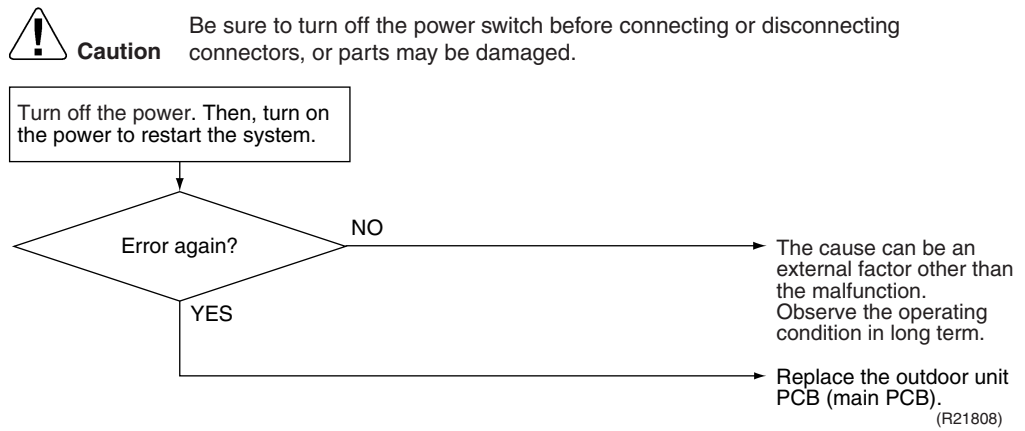 Be sure to turn off the power switch before connecting or disconnecting
Caution connectors, or parts may be damaged.
Turn off the power. Then, turn on
the power to restart the system.
Error again?
NO
The cause can be an
external factor other than
the malfunction.
Observe the operating
condition in long term.
YES
Replace the outdoor unit
PCB (main PCB).
(R21808)